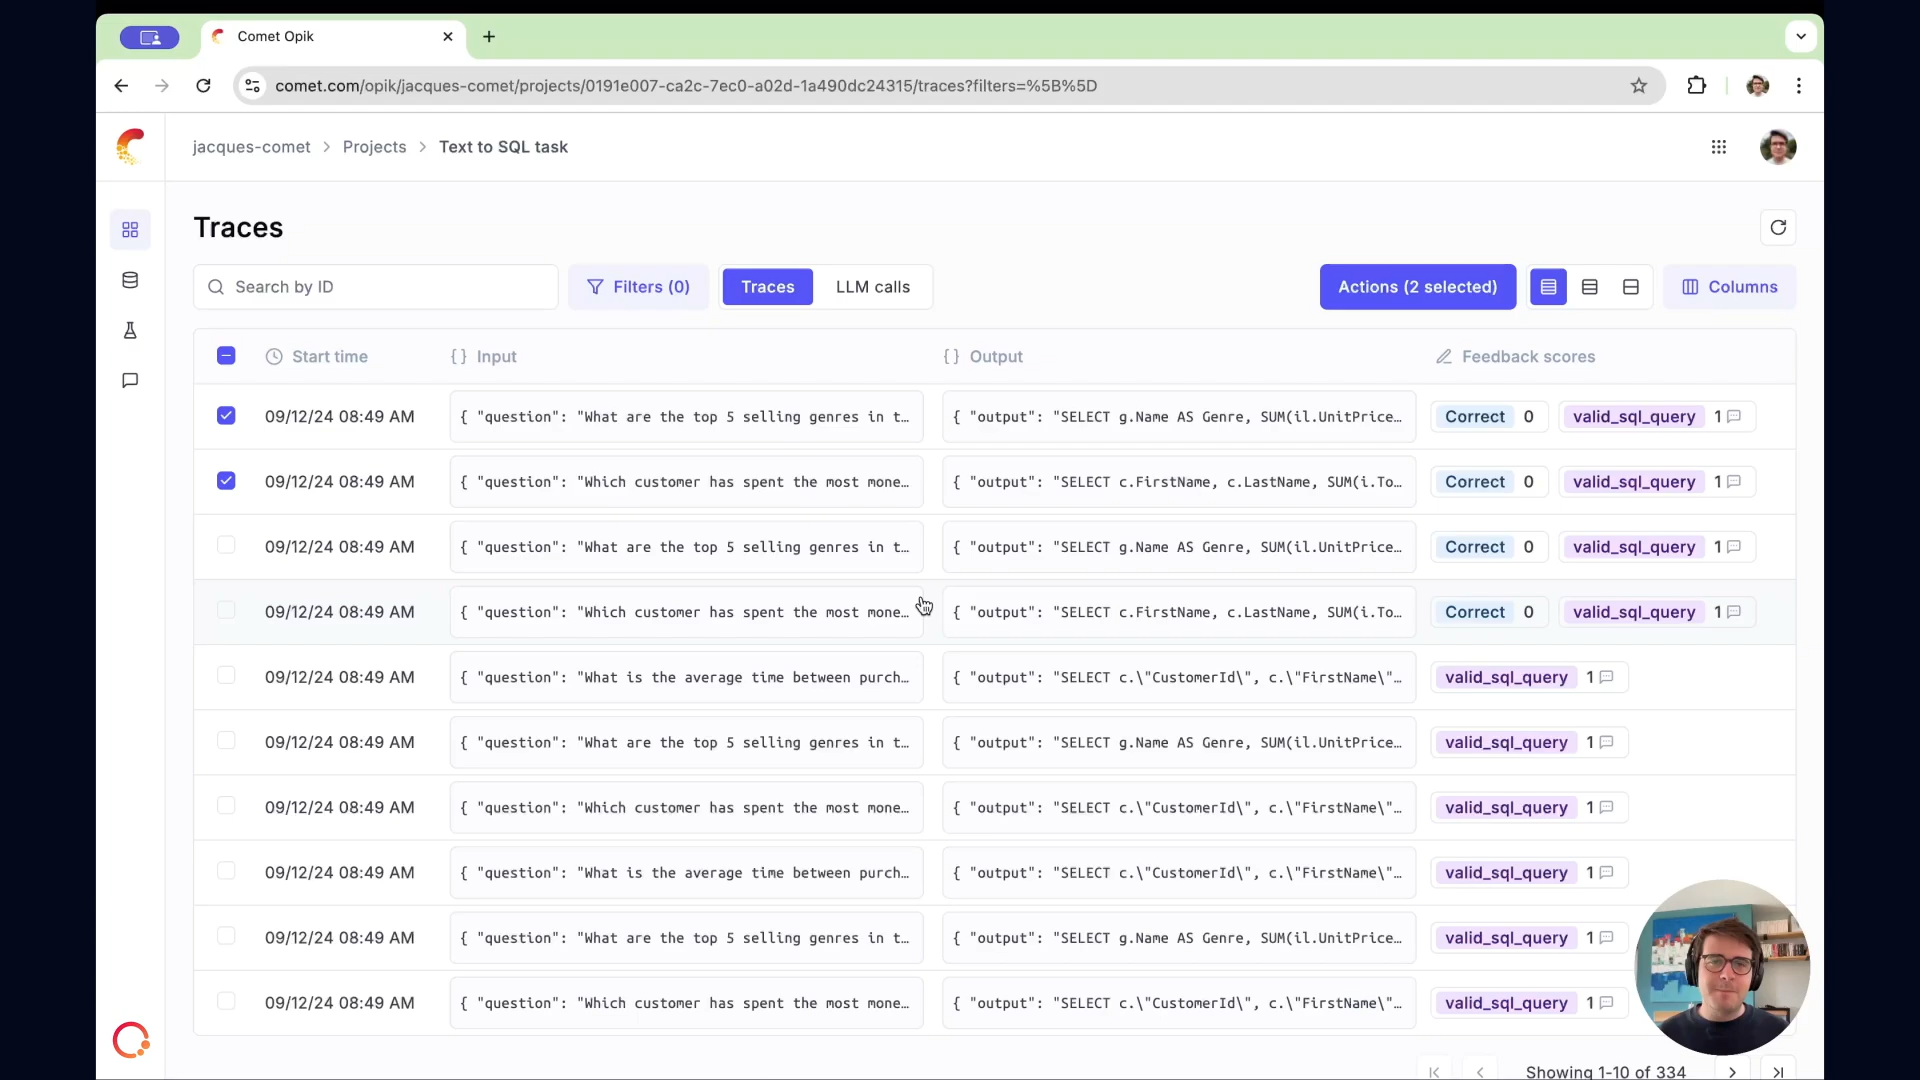 Comet Opik
comet.com/opik/jacques-comet/projects/0191e007-ca2c-7ec0-a02d-1a490dc24315/traces?filters=%5B%5D
jacques-comet > Projects > Text to SQL task
Traces
Search by ID Filters (0) Traces LLM calls Actions (2 selected) Columns
Start time {} Input {} Output Feedback scores
09/12/24 08:49 AM { "question": "What are the top 5 selling genres in t… { "output": "SELECT g.Name AS Genre, SUM(il.UnitPrice… Correct 0 valid_sql_query 1
09/12/24 08:49 AM { "question": "Which customer has spent the most mone… { "output": "SELECT c.FirstName, c.LastName, SUM(i.To… Correct 0 valid_sql_query 1
09/12/24 08:49 AM { "question": "What are the top 5 selling genres in t… { "output": "SELECT g.Name AS Genre, SUM(il.UnitPrice… Correct 0 valid_sql_query 1
09/12/24 08:49 AM { "question": "Which customer has spent the most mone… { "output": "SELECT c.FirstName, c.LastName, SUM(i.To… Correct 0 valid_sql_query 1
09/12/24 08:49 AM { "question": "What is the average time between purch… { "output": "SELECT c.\"CustomerId\", c.\"FirstName\"… valid_sql_query 1
09/12/24 08:49 AM { "question": "What are the top 5 selling genres in t… { "output": "SELECT g.Name AS Genre, SUM(il.UnitPrice… valid_sql_query 1
09/12/24 08:49 AM { "question": "Which customer has spent the most mone… { "output": "SELECT c.\"CustomerId\", c.\"FirstName\"… valid_sql_query 1
09/12/24 08:49 AM { "question": "What is the average time between purch… { "output": "SELECT c.\"CustomerId\", c.\"FirstName\"… valid_sql_query 1
09/12/24 08:49 AM { "question": "What are the top 5 selling genres in t… { "output": "SELECT g.Name AS Genre, SUM(il.UnitPrice… valid_sql_query 1
09/12/24 08:49 AM { "question": "Which customer has spent the most mone… { "output": "SELECT c.\"CustomerId\", c.\"FirstName\"… valid_sql_query 1
Showing 1-10 of 334